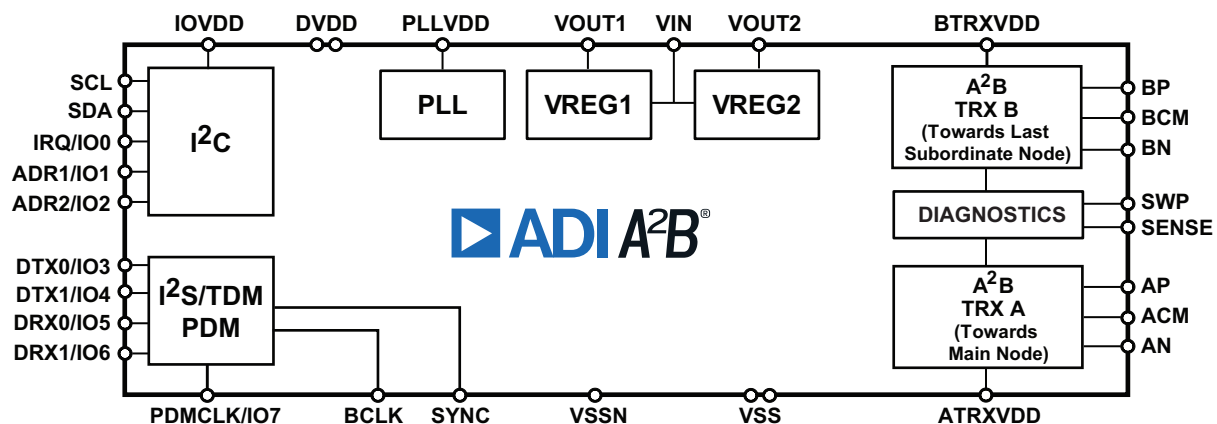 IOVDD DVDD PLLVDD VOUT1 VIN VOUT2 BTRXVDD
SCL
SDA
IRQ/IO0
ADR1/IO1
ADR2/IO2
I²C
PLL
VREG1
VREG2
A²B
TRX B
(Towards Last
Subordinate Node)
BP
BCM
BN
DIAGNOSTICS
SWP
SENSE
ADI A²B®
DTX0/IO3
DTX1/IO4
DRX0/IO5
DRX1/IO6
I²S/TDM
PDM
A²B
TRX A
(Towards
Main Node)
AP
ACM
AN
PDMCLK/IO7 BCLK SYNC VSSN VSS ATRXVDD